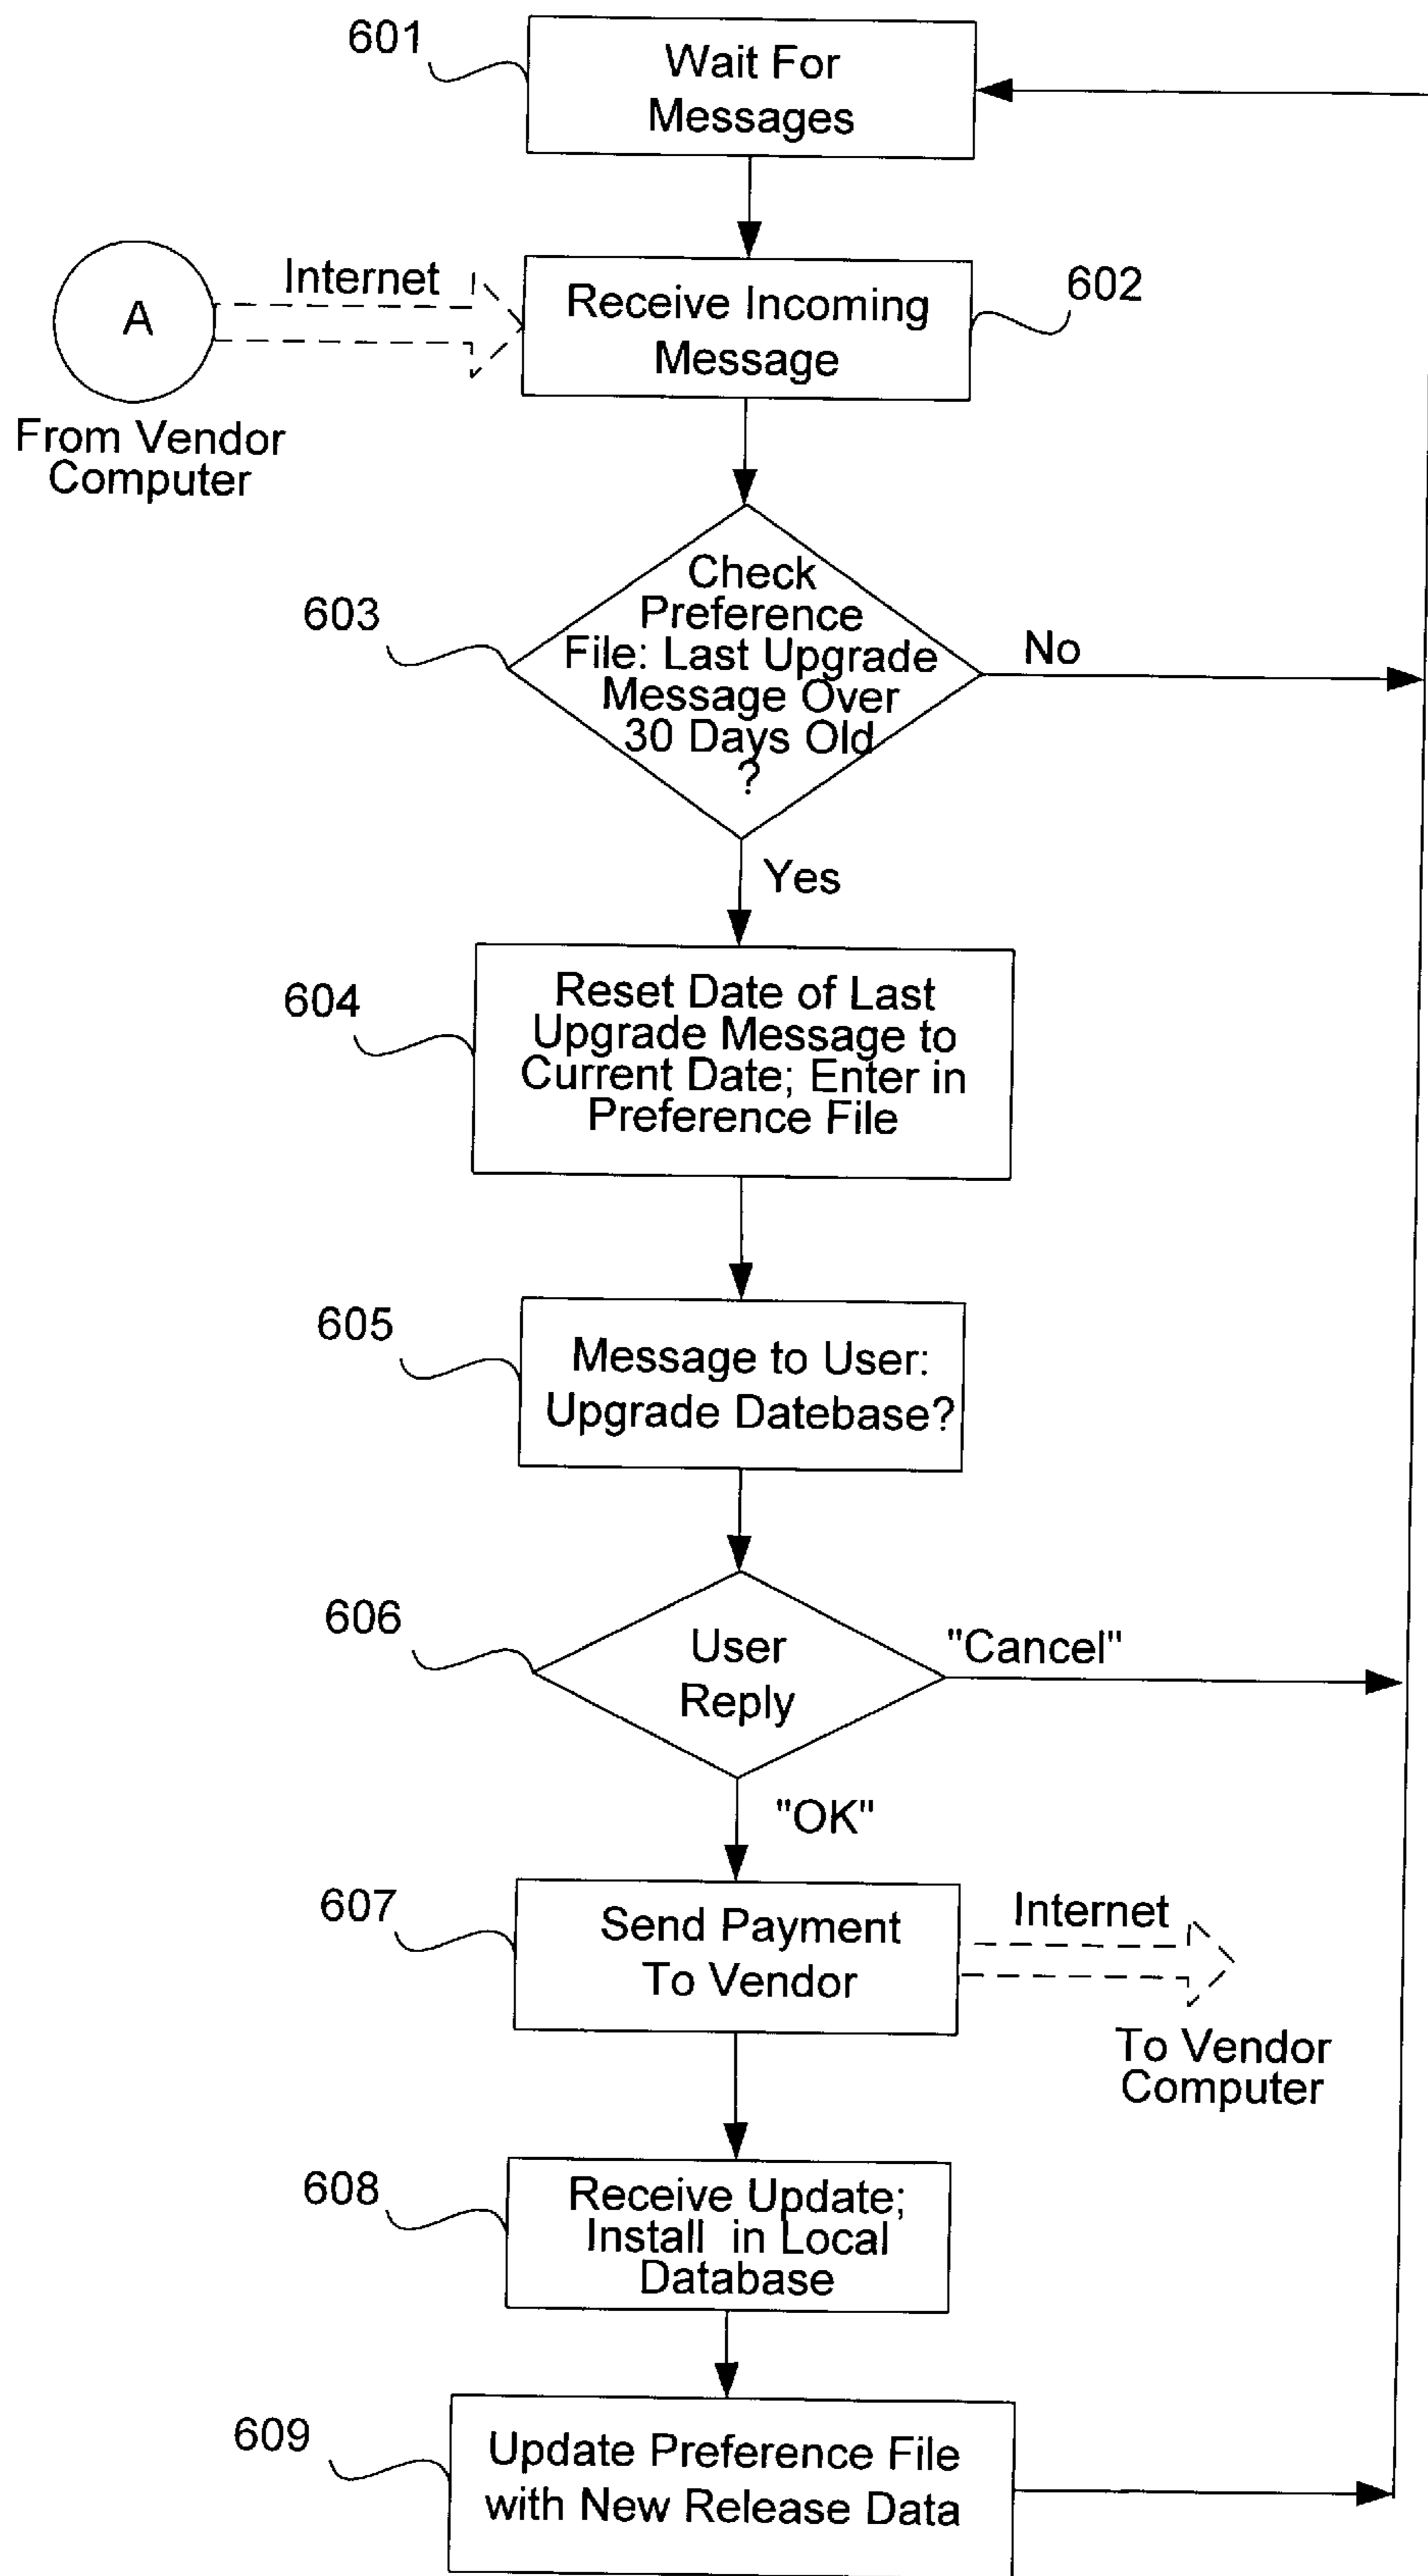 601
Wait For
Messages
A
Internet
From Vendor
Computer
Receive Incoming
Message
602
603
Check
Preference
File: Last Upgrade
Message Over
30 Days Old
?
No
Yes
604
Reset Date of Last
Upgrade Message to
Current Date; Enter in
Preference File
605
Message to User:
Upgrade Datebase?
606
User
Reply
"Cancel"
"OK"
607
Send Payment
To Vendor
Internet
To Vendor
Computer
608
Receive Update;
Install in Local
Database
609
Update Preference File
with New Release Data